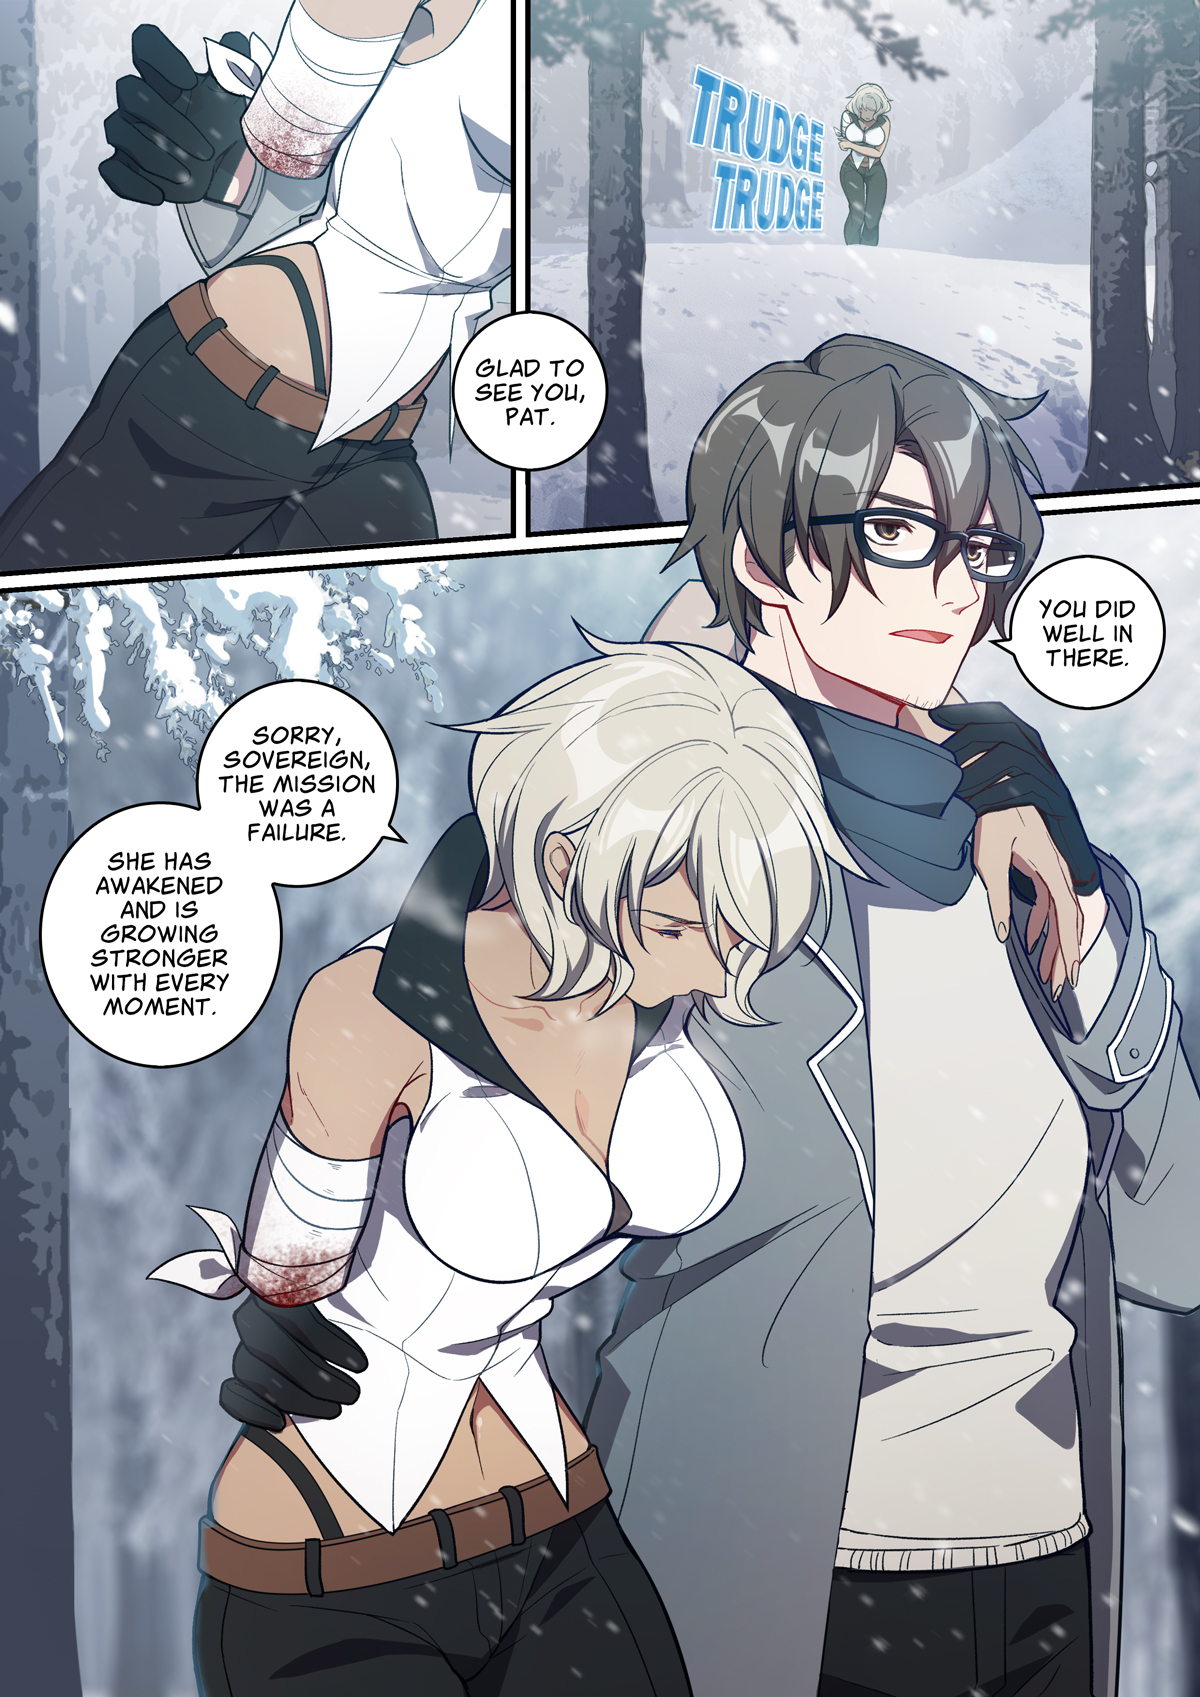 TRUDGE
TRUDGE
GLAD TO
SEE YOU,
PAT.
YOU DID
WELL IN
THERE.
SORRY,
SOVEREIGN,
THE MISSION
WAS A
FAILURE.
SHE HAS
AWAKENED
AND IS
GROWING
STRONGER
WITH EVERY
MOMENT.